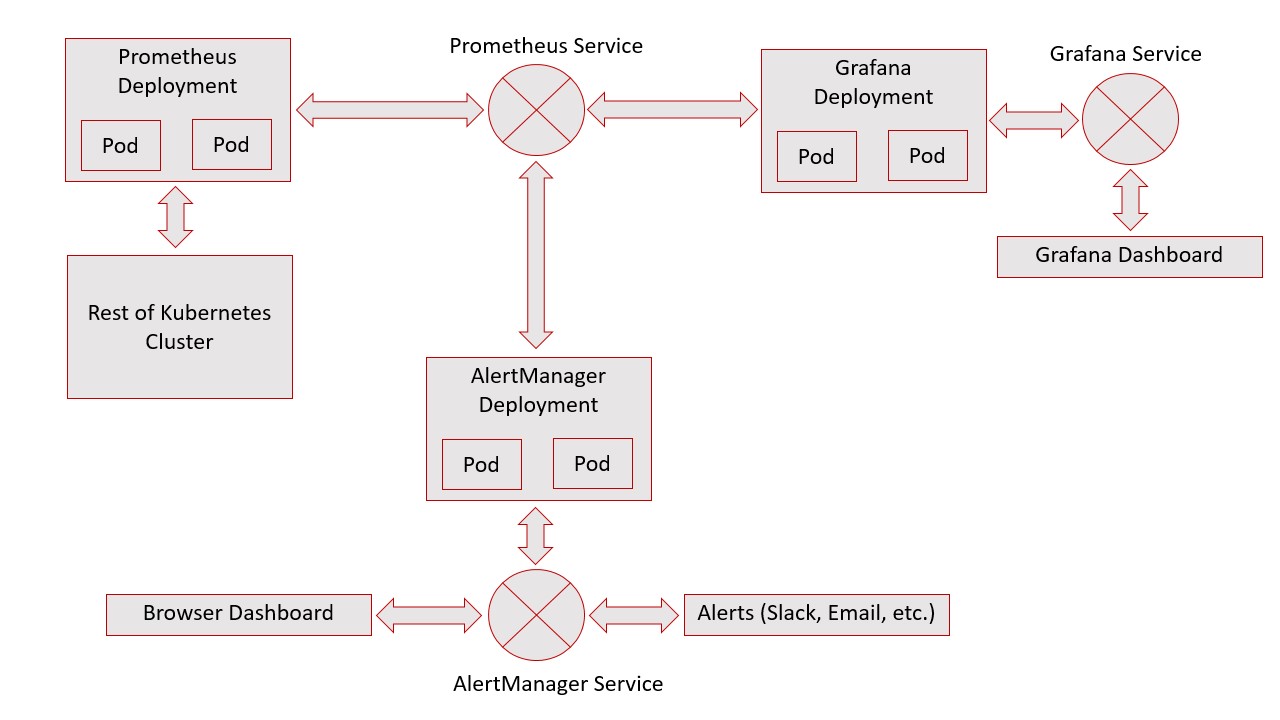 Prometheus Service
Grafana Service
Prometheus
Deployment
Pod
Pod
Grafana
Deployment
Pod
Pod
Grafana Dashboard
Rest of Kubernetes
Cluster
AlertManager
Deployment
Pod
Pod
Browser Dashboard
Alerts (Slack, Email, etc.)
AlertManager Service